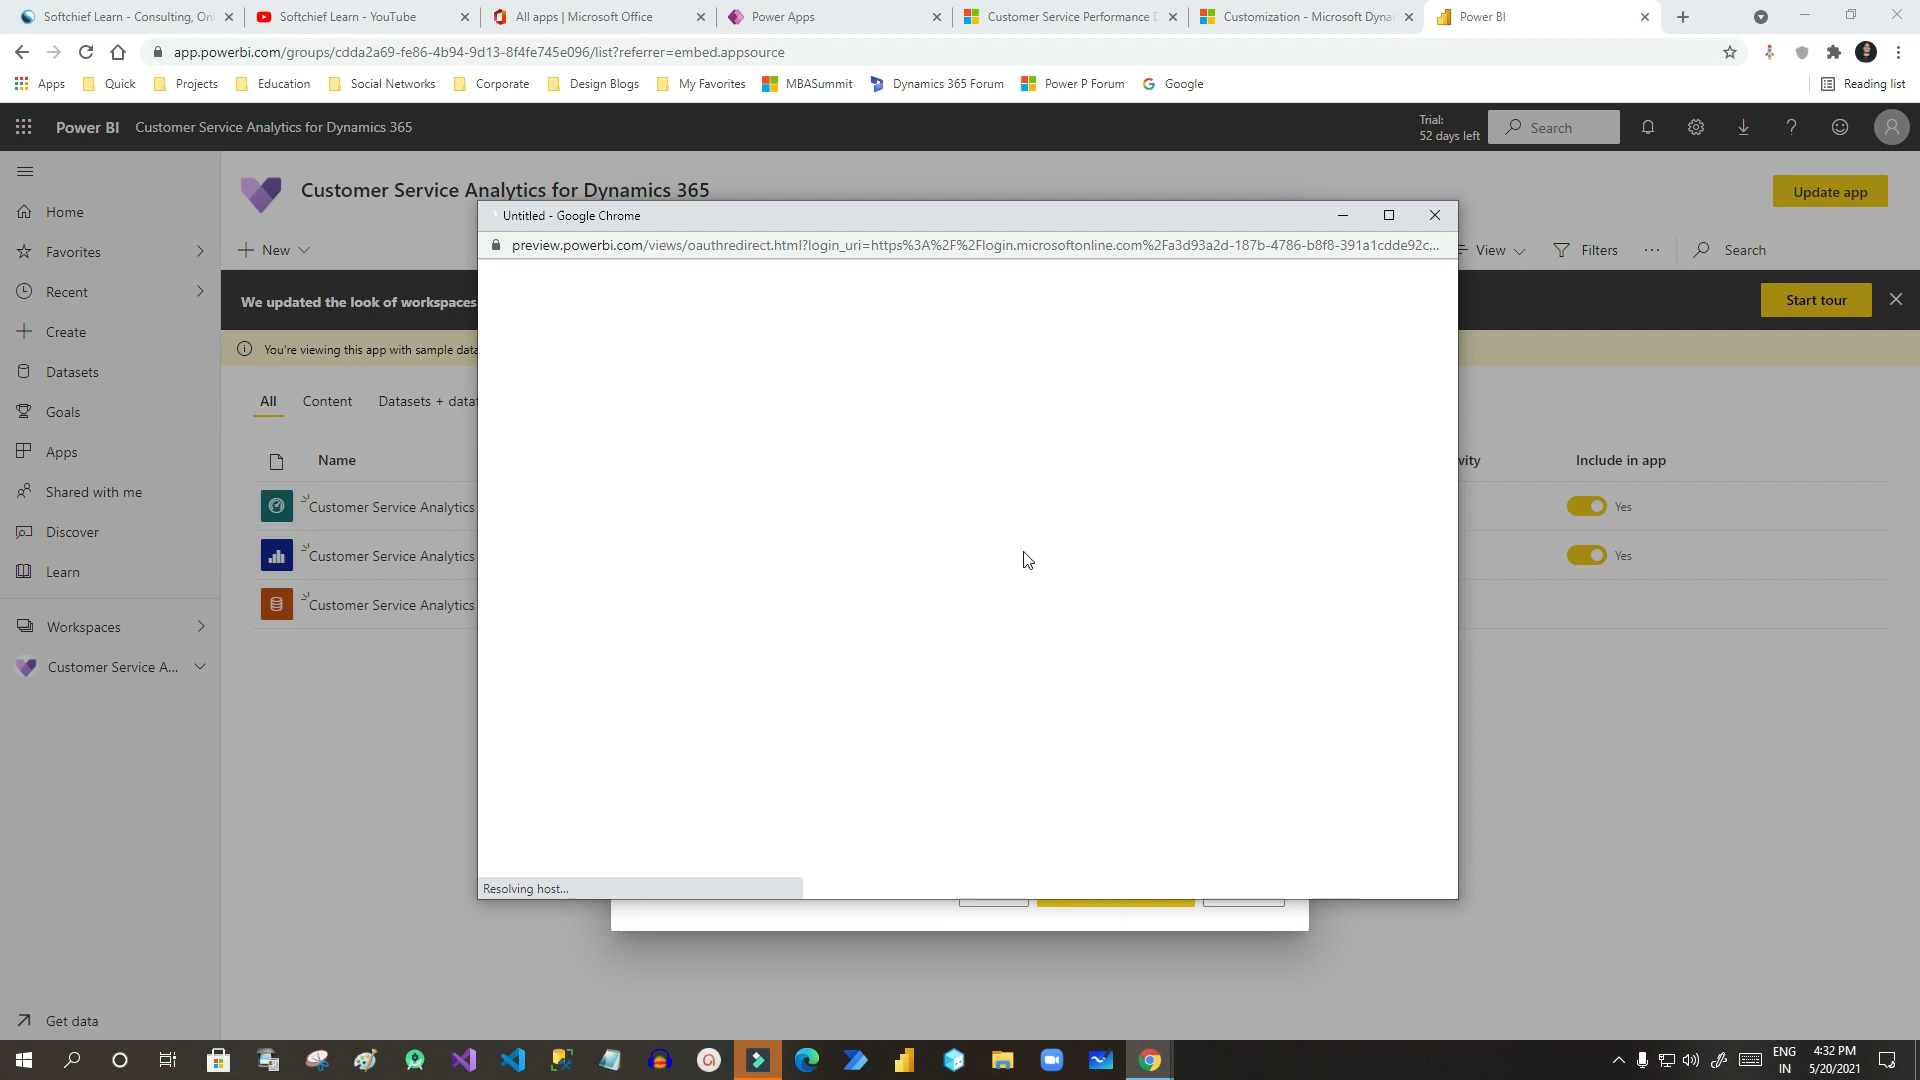 Softchief Learn - Consulting, On
Softchief Learn - YouTube
All apps | Microsoft Office
Power Apps
Customer Service Performance D
Customization - Microsoft Dynar
Power BI
app.powerbi.com/groups/cdda2a69-fe86-4b94-9d13-8f4fe745e096/list?referrer=embed.appsource
Apps
Quick
Projects
Education
Social Networks
Corporate
Design Blogs
My Favorites
MBASummit
Dynamics 365 Forum
Power P Forum
Google
Reading list
Power BI
Customer Service Analytics for Dynamics 365
Trial:
52 days left
Search
Customer Service Analytics for Dynamics 365
Update app
Untitled - Google Chrome
preview.powerbi.com/views/oauthredirect.html?login_uri=https%3A%2F%2Flogin.microsoftonline.com%2Fa3d93a2d-187b-4786-b8f8-391a1cdde92c...
New
View
Filters
Search
We updated the look of workspaces
Start tour
You're viewing this app with sample data
All
Content
Datasets + data
Name
vity
Include in app
Customer Service Analytics
Yes
Customer Service Analytics
Yes
Customer Service Analytics
Home
Favorites
Recent
Create
Datasets
Goals
Apps
Shared with me
Discover
Learn
Workspaces
Customer Service A...
Get data
Resolving host...
ENG
IN
4:32 PM
5/20/2021